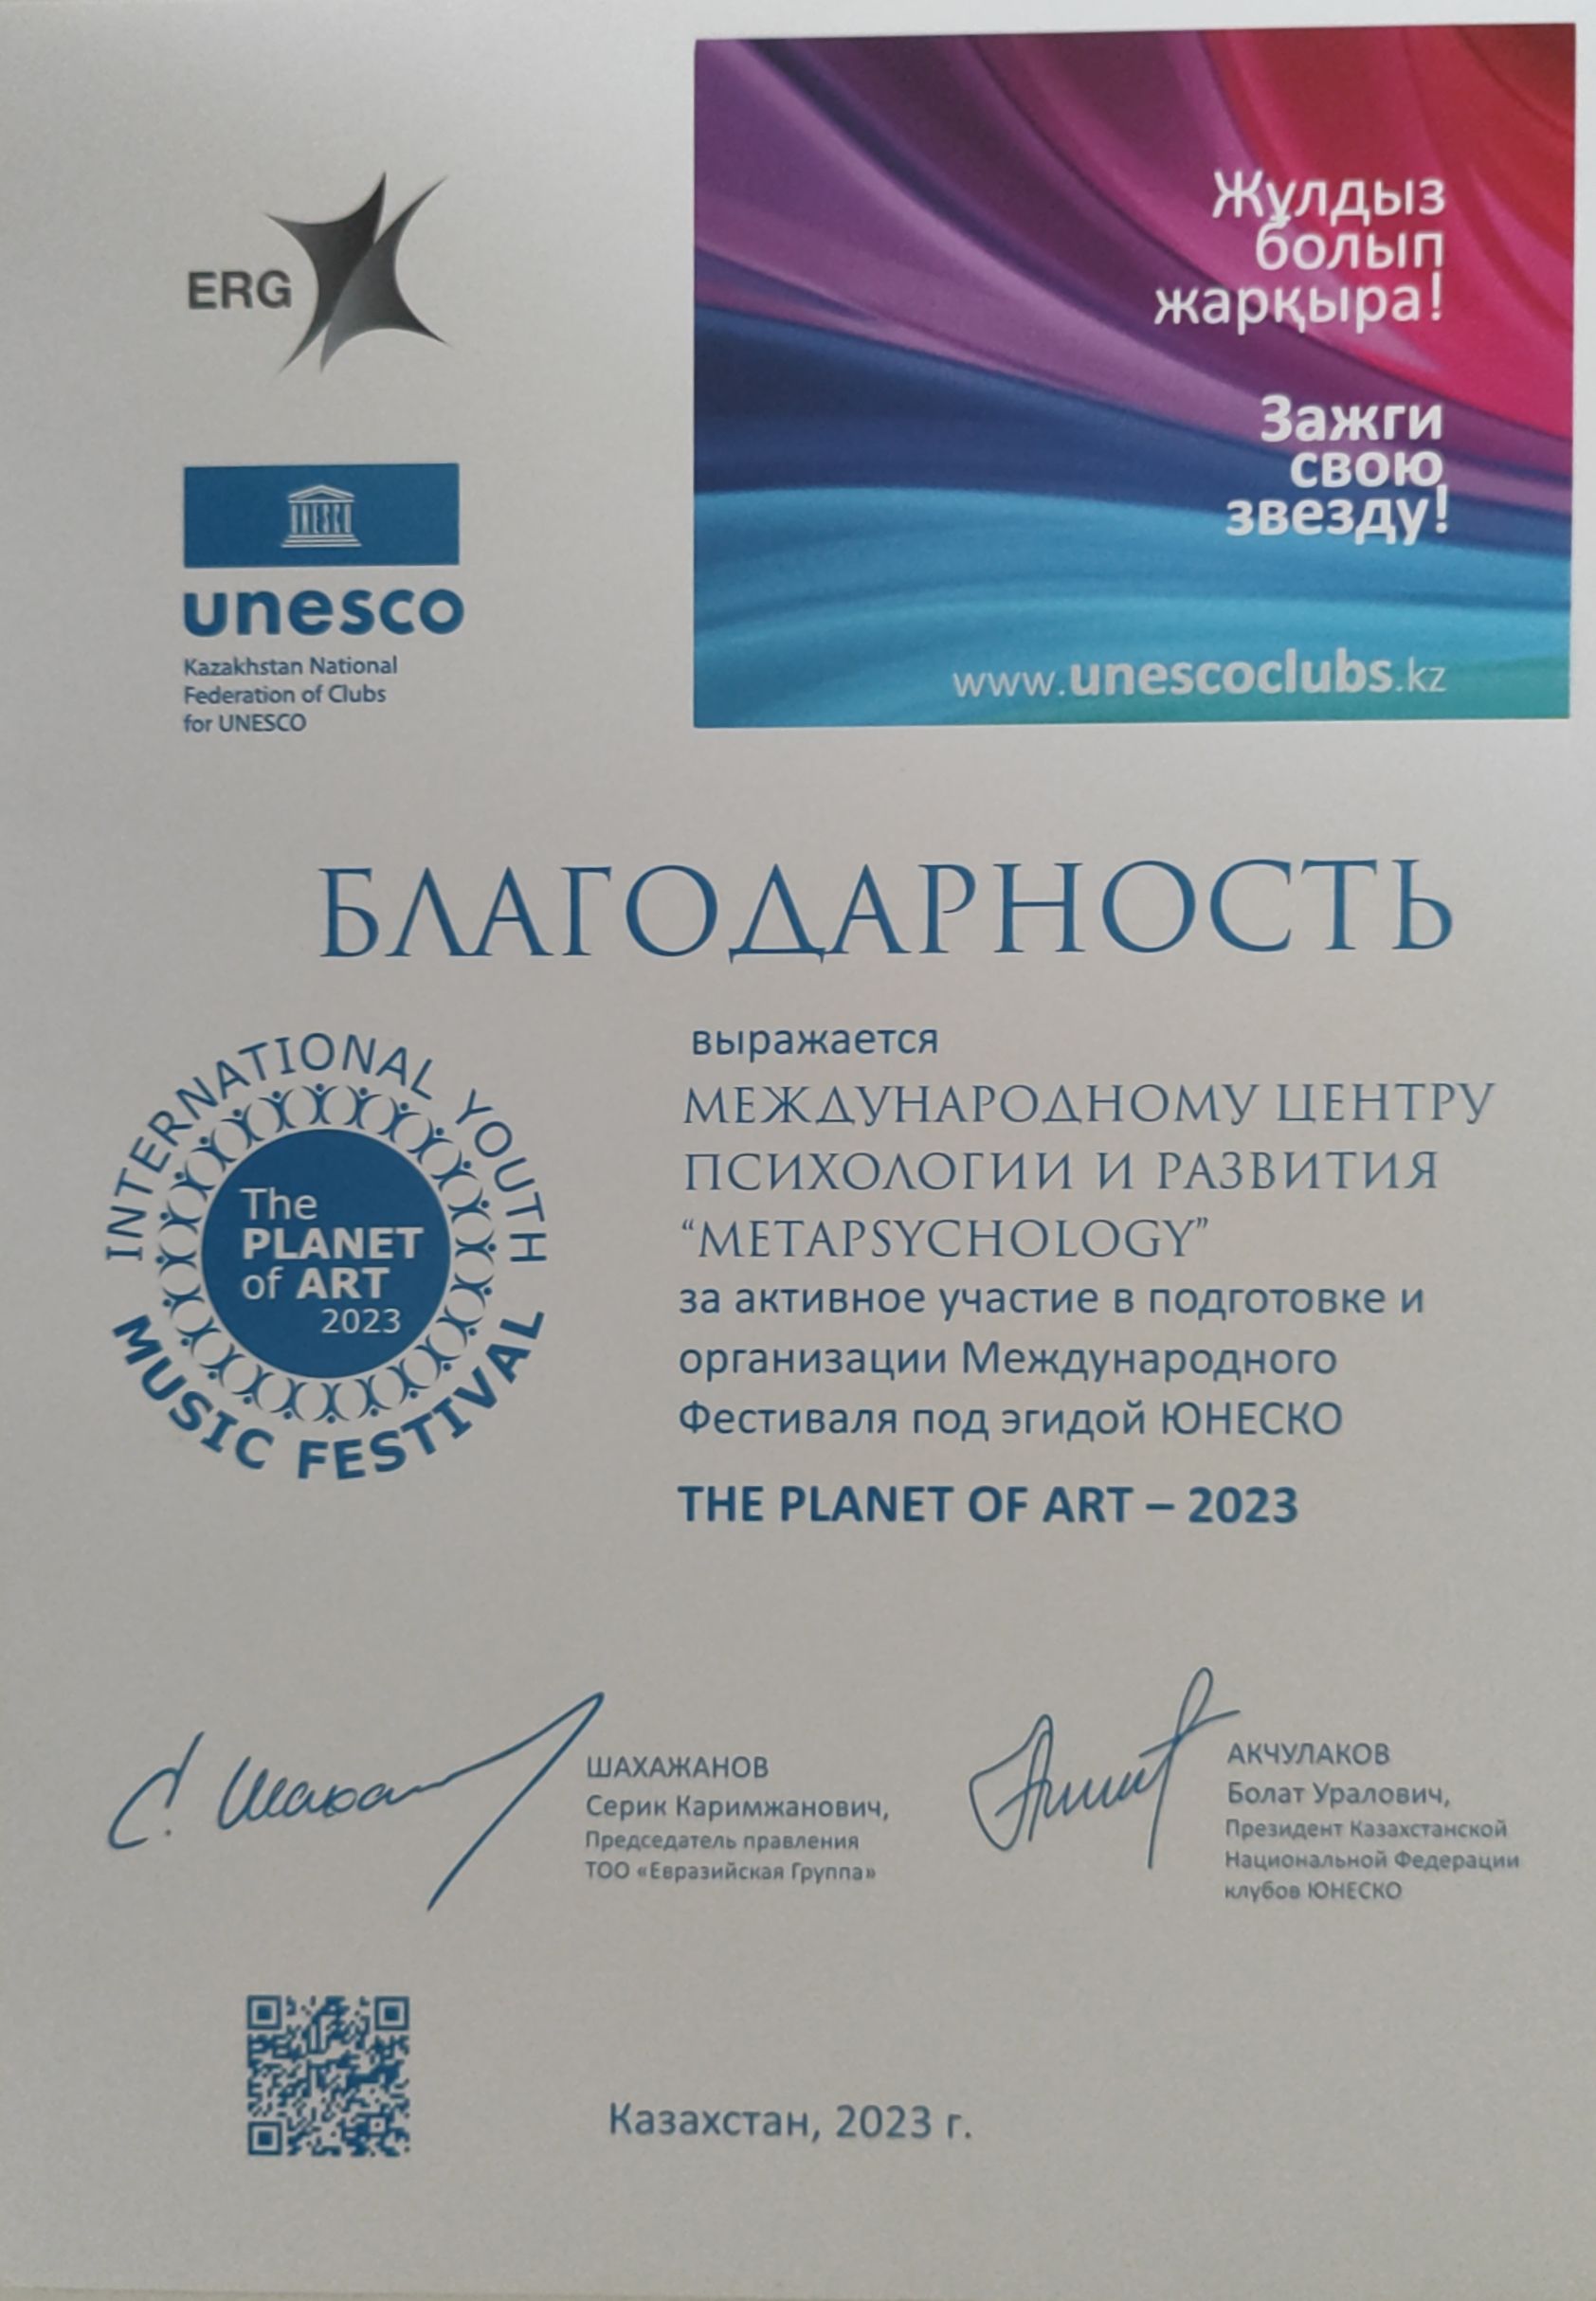 ERG
unesco
Kazakhstan National
Federation of Clubs
for UNESCO
Жұлдыз
болып
жарқыра!
Зажги
свою
звезду!
www.unescoclubs.kz
БЛАГОДАРНОСТЬ
INTERNATIONAL YOUTH
MUSIC FESTIVAL
The
PLANET
of ART
2023
выражается
МЕЖДУНАРОДНОМУ ЦЕНТРУ
ПСИХОЛОГИИ И РАЗВИТИЯ
“METAPSYCHOLOGY”
за активное участие в подготовке и
организации Международного
Фестиваля под эгидой ЮНЕСКО
THE PLANET OF ART – 2023
ШАХАЖАНОВ
Серик Каримжанович,
Председатель правления
ТОО «Евразийская Группа»
АКЧУЛАКОВ
Болат Уралович,
Президент Казахстанской
Национальной Федерации
клубов ЮНЕСКО
Казахстан, 2023 г.